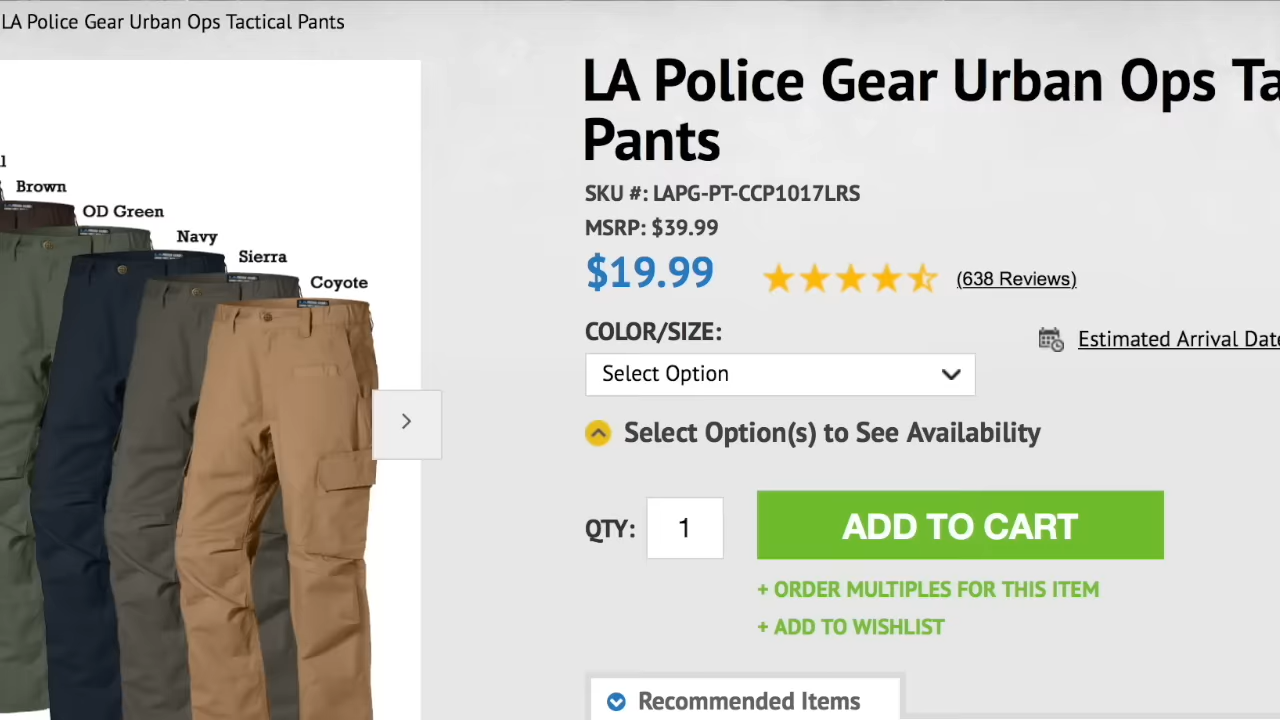 LA Police Gear Urban Ops Tactical Pants
Brown
OD Green
Navy
Sierra
Coyote
LA Police Gear Urban Ops Ta
Pants
SKU #: LAPG-PT-CCP1017LRS
MSRP: $39.99
$19.99
(638 Reviews)
COLOR/SIZE:
Estimated Arrival Date
Select Option
Select Option(s) to See Availability
QTY:
1
ADD TO CART
+ ORDER MULTIPLES FOR THIS ITEM
+ ADD TO WISHLIST
Recommended Items